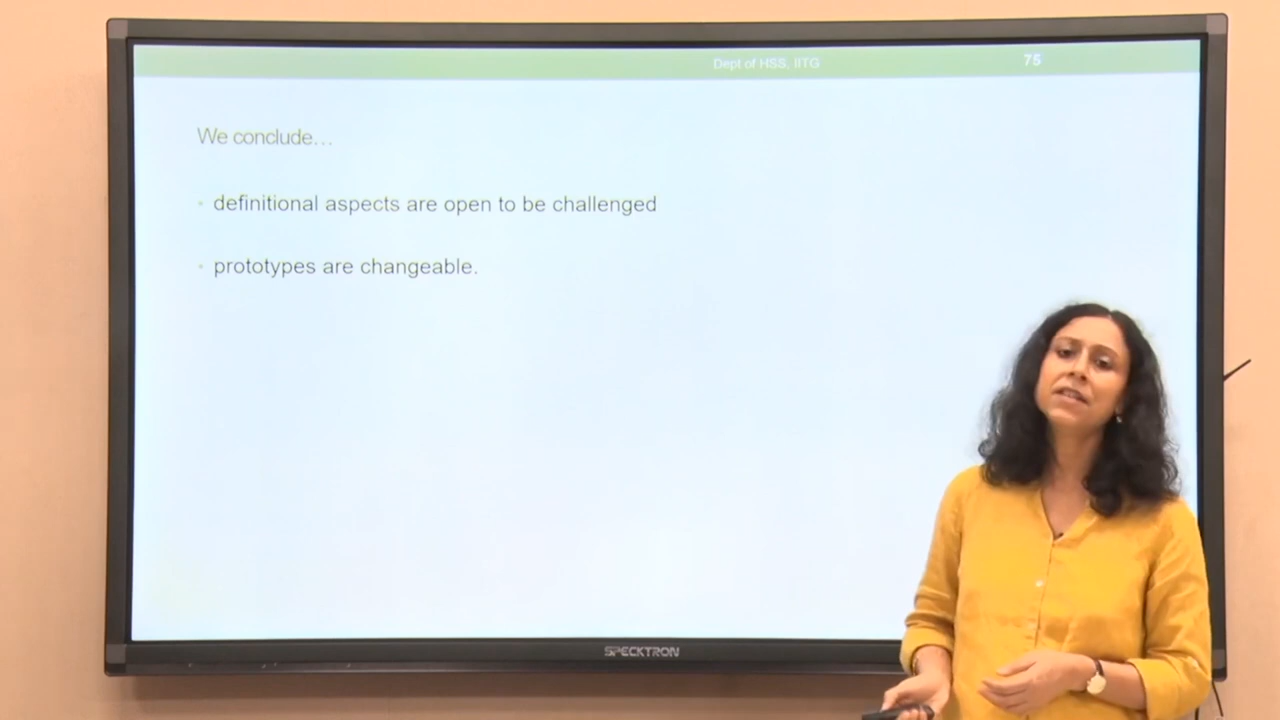 Dept of HSS, IITG 75
We conclude…
• definitional aspects are open to be challenged
• prototypes are changeable.
SPECKTRON